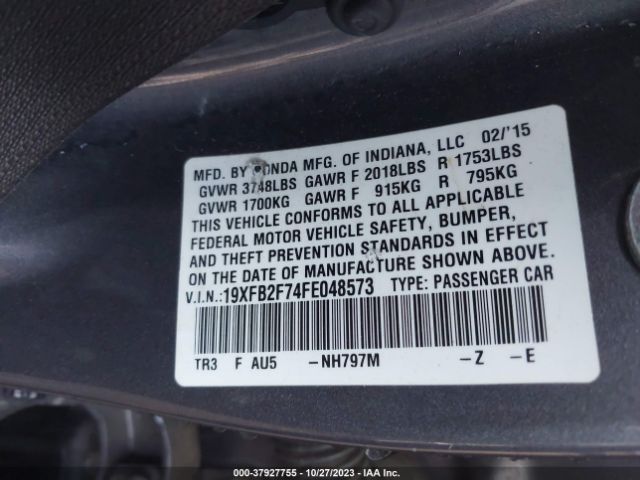 MFD. BY HONDA MFG. OF INDIANA, LLC 02/'15
GVWR 3748LBS GAWR F 2018LBS R 1753LBS
GVWR 1700KG GAWR F 915KG R 795KG
THIS VEHICLE CONFORMS TO ALL APPLICABLE
FEDERAL MOTOR VEHICLE SAFETY, BUMPER,
AND THEFT PREVENTION STANDARDS IN EFFECT
ON THE DATE OF MANUFACTURE SHOWN ABOVE.
V.I.N.: 19XFB2F74FE048573 TYPE: PASSENGER CAR
TR3 F AU5 -NH797M -Z -E
000-37927755 | 10/27/2023 | IAA Inc.